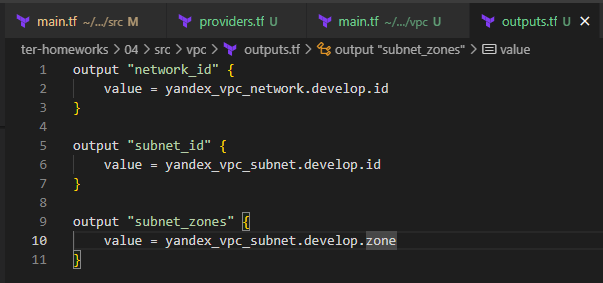 main.tf ~/.../src M providers.tf U main.tf ~/.../vpc U outputs.tf U ×
ter-homeworks > 04 > src > vpc > outputs.tf > output "subnet_zones" > value
1 output "network_id" {
2 value = yandex_vpc_network.develop.id
3 }
4
5 output "subnet_id" {
6 value = yandex_vpc_subnet.develop.id
7 }
8
9 output "subnet_zones" {
10 value = yandex_vpc_subnet.develop.zone
11 }